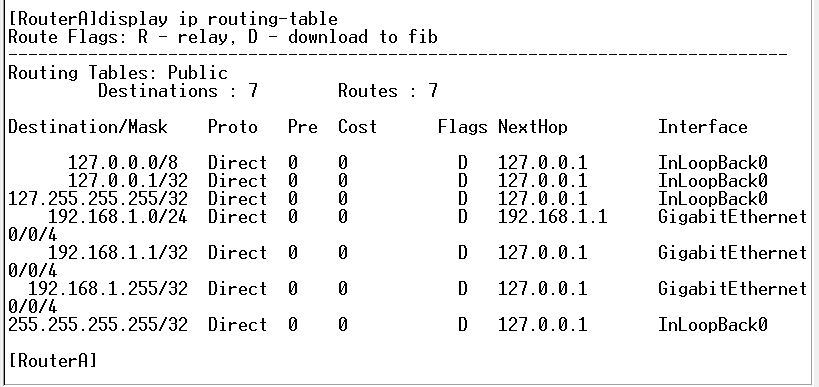 [RouterA]display ip routing-table
Route Flags: R - relay, D - download to fib
------------------------------------------------------------------------------
Routing Tables: Public
         Destinations : 7        Routes : 7

Destination/Mask    Proto   Pre  Cost      Flags NextHop         Interface

      127.0.0.0/8   Direct  0    0           D   127.0.0.1       InLoopBack0
      127.0.0.1/32  Direct  0    0           D   127.0.0.1       InLoopBack0
127.255.255.255/32  Direct  0    0           D   127.0.0.1       InLoopBack0
    192.168.1.0/24  Direct  0    0           D   192.168.1.1     GigabitEthernet
0/0/4
    192.168.1.1/32  Direct  0    0           D   127.0.0.1       GigabitEthernet
0/0/4
  192.168.1.255/32  Direct  0    0           D   127.0.0.1       GigabitEthernet
0/0/4
255.255.255.255/32  Direct  0    0           D   127.0.0.1       InLoopBack0

[RouterA]